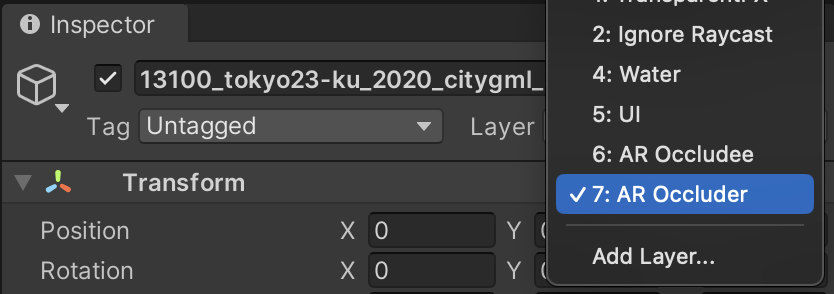 Inspector
13100_tokyo23-ku_2020_citygml_
Tag Untagged Layer
Transform
Position X 0 Y
Rotation X 0 Y
2: Ignore Raycast
4: Water
5: UI
6: AR Occludee
✓ 7: AR Occluder
Add Layer...